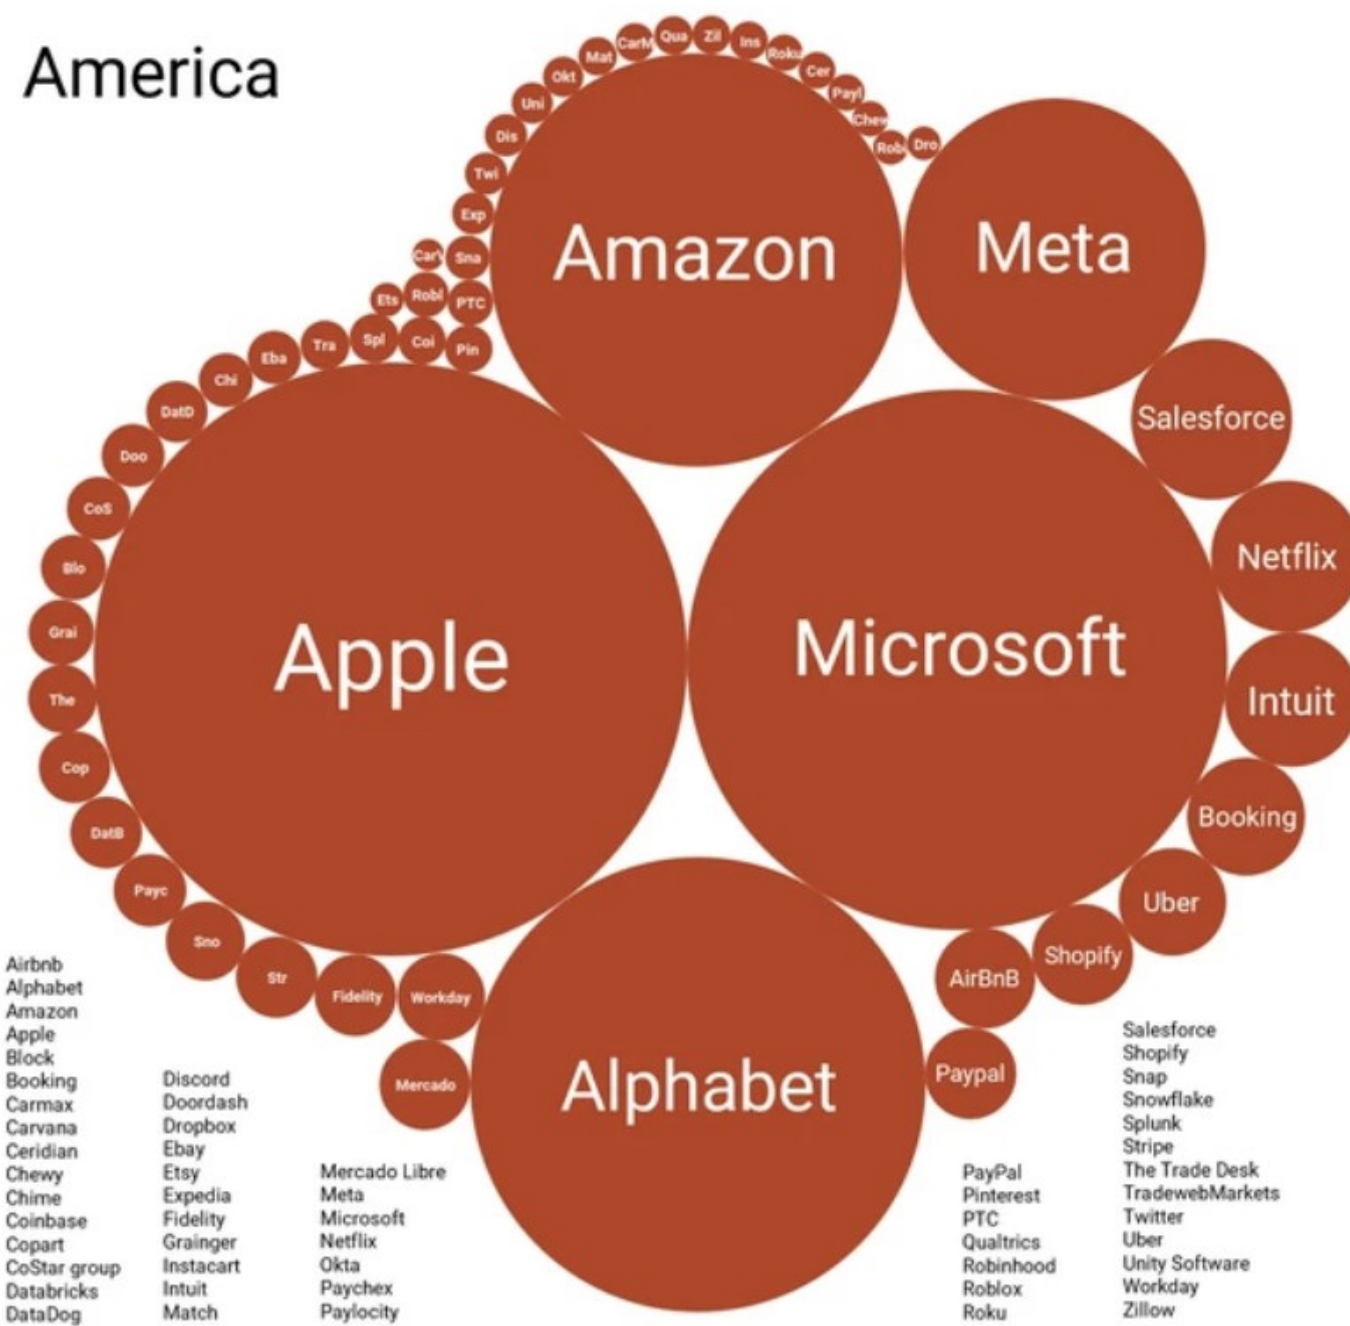 America
CarM
Qua
Zil
Ins
Roku
Mat
Cer
Okt
Payl
Uni
Chew
Dis
Rob
Dro
Twi
Exp
Amazon
Meta
CarV
Sna
Ets
Robl
PTC
Spl
Coi
Pin
Tra
Eba
Chi
DatD
Salesforce
Doo
CoS
Netflix
Blo
Grai
Apple
Microsoft
The
Intuit
Cop
Booking
DatB
Payc
Uber
Sno
Shopify
Str
AirBnB
Fidelity
Workday
Mercado
Alphabet
Paypal
Airbnb
Alphabet
Amazon
Apple
Block
Booking
Carmax
Carvana
Ceridian
Chewy
Chime
Coinbase
Copart
CoStar group
Databricks
DataDog
Discord
Doordash
Dropbox
Ebay
Etsy
Expedia
Fidelity
Grainger
Instacart
Intuit
Match
Mercado Libre
Meta
Microsoft
Netflix
Okta
Paychex
Paylocity
PayPal
Pinterest
PTC
Qualtrics
Robinhood
Roblox
Roku
Salesforce
Shopify
Snap
Snowflake
Splunk
Stripe
The Trade Desk
TradewebMarkets
Twitter
Uber
Unity Software
Workday
Zillow